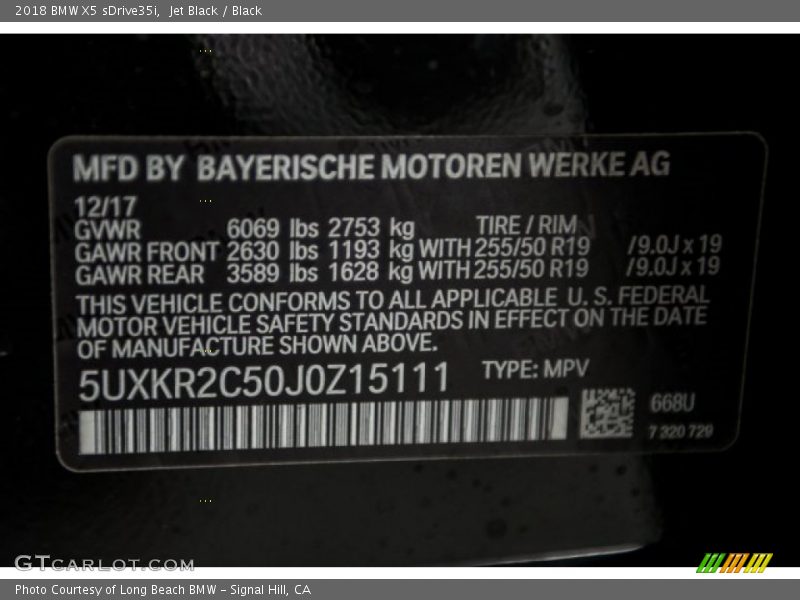 2018 BMW X5 sDrive35i, Jet Black / Black
MFD BY BAYERISCHE MOTOREN WERKE AG
12/17
GVWR 6069 lbs 2753 kg TIRE / RIM
GAWR FRONT 2630 lbs 1193 kg WITH 255/50 R19 /9.0J x 19
GAWR REAR 3589 lbs 1628 kg WITH 255/50 R19 /9.0J x 19
THIS VEHICLE CONFORMS TO ALL APPLICABLE U. S. FEDERAL
MOTOR VEHICLE SAFETY STANDARDS IN EFFECT ON THE DATE
OF MANUFACTURE SHOWN ABOVE.
5UXKR2C50J0Z15111 TYPE: MPV
668U
7 320 729
GTCARLOT.COM
Photo Courtesy of Long Beach BMW - Signal Hill, CA